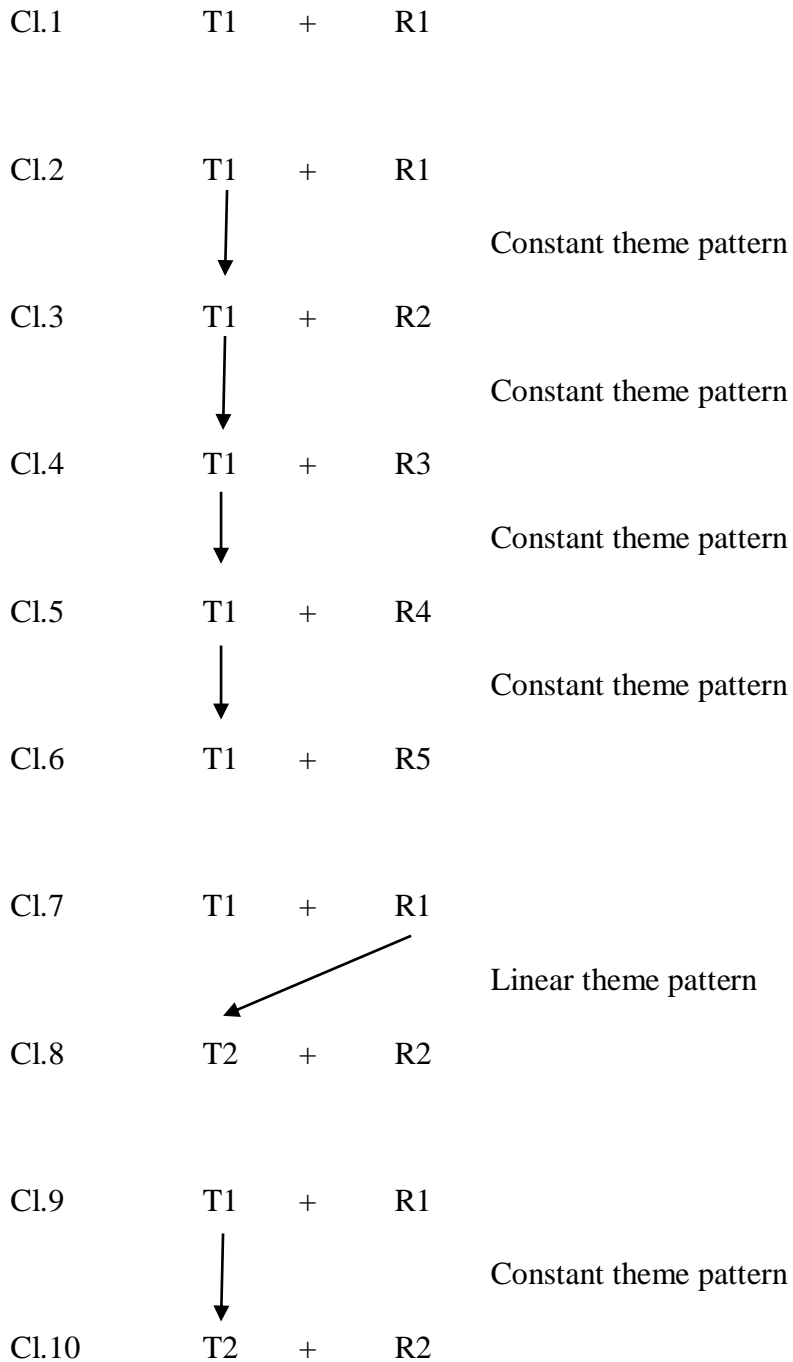 Cl.1 T1 + R1
Cl.2 T1 + R1
Constant theme pattern
Cl.3 T1 + R2
Constant theme pattern
Cl.4 T1 + R3
Constant theme pattern
Cl.5 T1 + R4
Constant theme pattern
Cl.6 T1 + R5
Cl.7 T1 + R1
Linear theme pattern
Cl.8 T2 + R2
Cl.9 T1 + R1
Constant theme pattern
Cl.10 T2 + R2